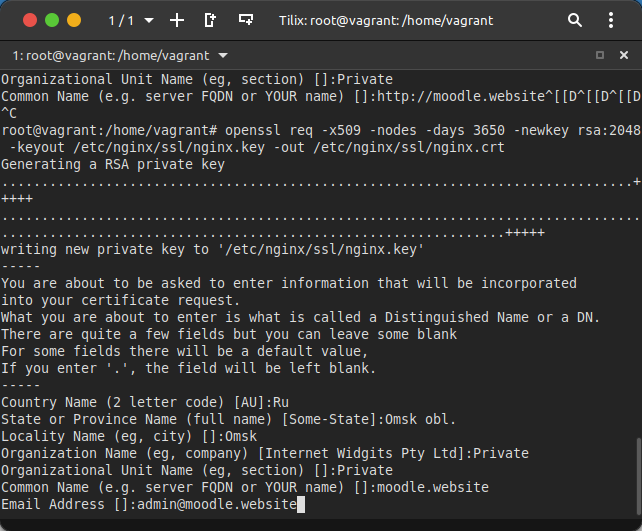 1 / 1
Tilix: root@vagrant: /home/vagrant
1: root@vagrant: /home/vagrant
Organizational Unit Name (eg, section) []:Private
Common Name (e.g. server FQDN or YOUR name) []:http://moodle.website^[[D^[[D^[[D
^C
root@vagrant:/home/vagrant# openssl req -x509 -nodes -days 3650 -newkey rsa:2048
-keyout /etc/nginx/ssl/nginx.key -out /etc/nginx/ssl/nginx.crt
Generating a RSA private key
...............................................................................+
++++
................................................................................
...............................................................+++++
writing new private key to '/etc/nginx/ssl/nginx.key'
-----
You are about to be asked to enter information that will be incorporated
into your certificate request.
What you are about to enter is what is called a Distinguished Name or a DN.
There are quite a few fields but you can leave some blank
For some fields there will be a default value,
If you enter '.', the field will be left blank.
-----
Country Name (2 letter code) [AU]:Ru
State or Province Name (full name) [Some-State]:Omsk obl.
Locality Name (eg, city) []:Omsk
Organization Name (eg, company) [Internet Widgits Pty Ltd]:Private
Organizational Unit Name (eg, section) []:Private
Common Name (e.g. server FQDN or YOUR name) []:moodle.website
Email Address []:admin@moodle.website